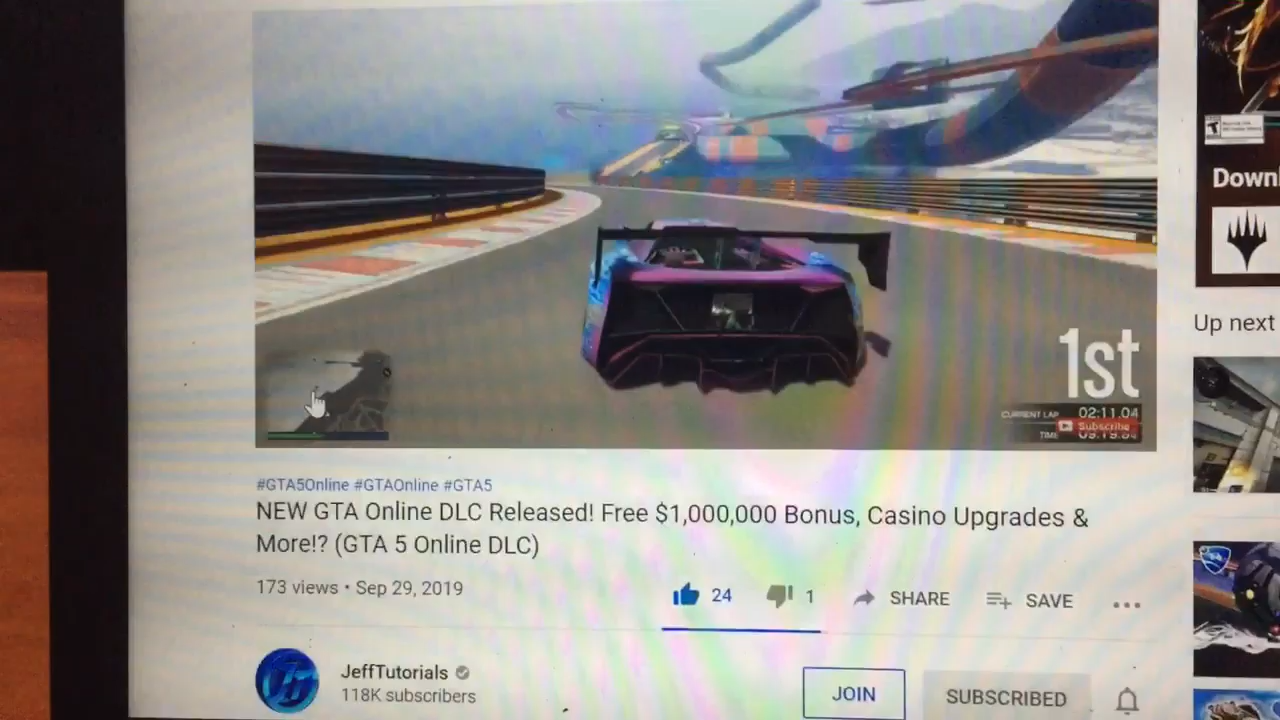 1st
CURRENT LAP 02:11.04
Subscribe
TIME
#GTA5Online #GTAOnline #GTA5
NEW GTA Online DLC Released! Free $1,000,000 Bonus, Casino Upgrades &
More!? (GTA 5 Online DLC)
173 views • Sep 29, 2019
24 1 SHARE SAVE
JeffTutorials
118K subscribers
JOIN SUBSCRIBED
T
Downl
Up next